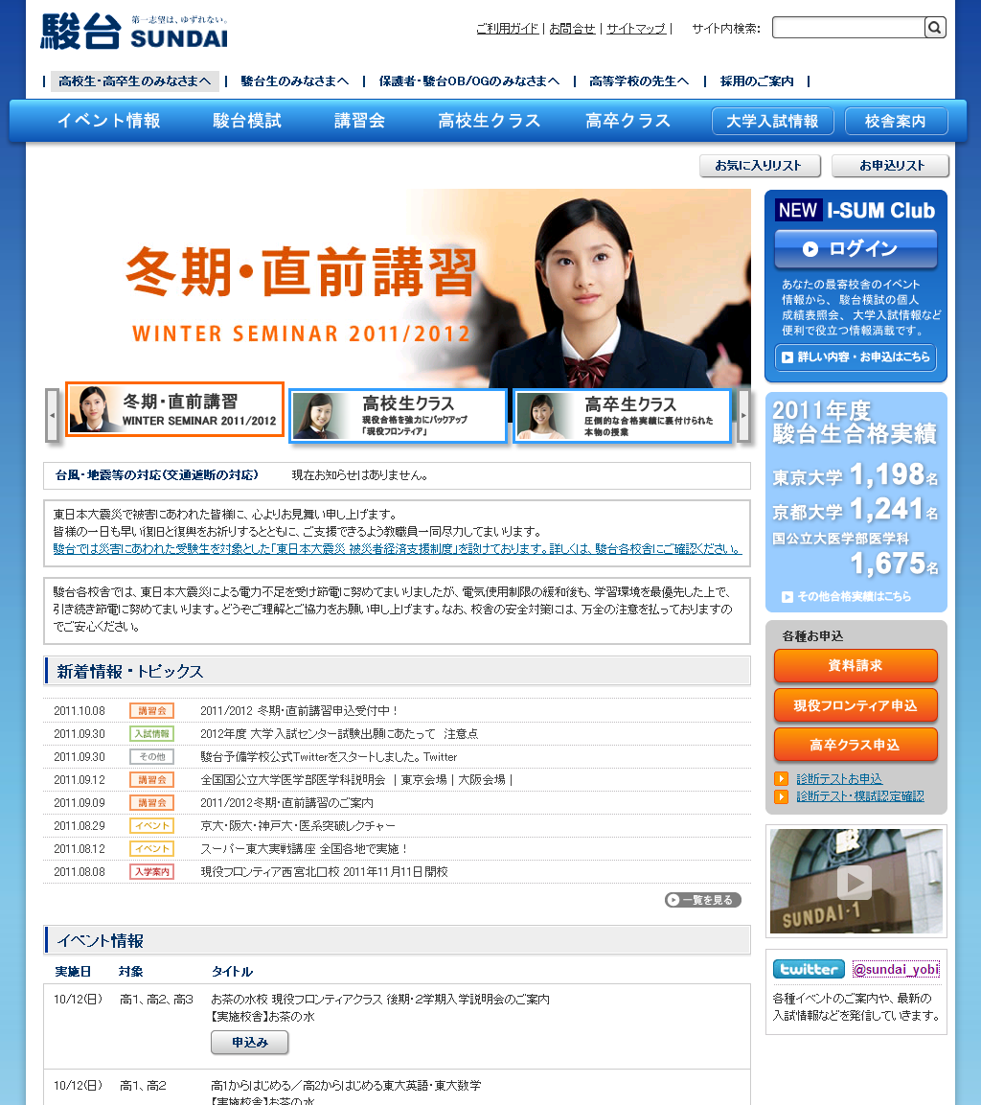 駿台 第一志望は、ゆずれない。
SUNDAI
ご利用ガイド | お問合せ | サイトマップ | サイト内検索:
| 高校生・高卒生のみなさまへ | 駿台生のみなさまへ | 保護者・駿台OB/OGのみなさまへ | 高等学校の先生へ | 採用のご案内 |
イベント情報 駿台模試 講習会 高校生クラス 高卒クラス 大学入試情報 校舎案内
お気に入りリスト お申込リスト
冬期・直前講習
WINTER SEMINAR 2011/2012
冬期・直前講習
WINTER SEMINAR 2011/2012
高校生クラス
現役合格を強力にバックアップ
「現役フロンティア」
高卒生クラス
圧倒的な合格実績に裏付けられた
本物の授業
台風・地震等の対応(交通遮断の対応) 現在お知らせはありません。
東日本大震災で被害にあわれた皆様に、心よりお見舞い申し上げます。
皆様の一日も早い復旧と復興をお祈りするとともに、ご支援できるよう教職員一同尽力してまいります。
駿台では災害にあわれた受験生を対象とした「東日本大震災 被災者経済支援制度」を設けております。詳しくは、駿台各校舎にご確認ください。
駿台各校舎では、東日本大震災による電力不足を受け節電に努めてまいりましたが、電気使用制限の緩和後も、学習環境を最優先した上で、
引き続き節電に努めてまいります。どうぞご理解とご協力をお願い申し上げます。なお、校舎の安全対策には、万全の注意を払っておりますの
でご安心ください。
新着情報・トピックス
2011.10.08 講習会 2011/2012 冬期・直前講習申込受付中!
2011.09.30 入試情報 2012年度 大学入試センター試験出願にあたって 注意点
2011.09.30 その他 駿台予備学校公式Twitterをスタートしました。Twitter
2011.09.12 講習会 全国国公立大学医学部医学科説明会 | 東京会場 | 大阪会場 |
2011.09.09 講習会 2011/2012冬期・直前講習のご案内
2011.08.29 イベント 京大・阪大・神戸大・医系突破レクチャー
2011.08.12 イベント スーパー東大実戦講座 全国各地で実施!
2011.08.08 入学案内 現役フロンティア西宮北口校 2011年11月11日開校
一覧を見る
イベント情報
実施日 対象 タイトル
10/12(日) 高1、高2、高3 お茶の水校 現役フロンティアクラス 後期・2学期入学説明会のご案内
【実施校舎】お茶の水
申込み
10/12(日) 高1、高2 高1からはじめる/高2からはじめる東大英語・東大数学
【実施校舎】お茶の水
NEW I-SUM Club
ログイン
あなたの最寄校舎のイベント
情報から、駿台模試の個人
成績表照会、大学入試情報など
便利で役立つ情報満載です。
詳しい内容・お申込はこちら
2011年度
駿台生合格実績
東京大学 1,198名
京都大学 1,241名
国公立大医学部医学科
1,675名
その他合格実績はこちら
各種お申込
資料請求
現役フロンティア申込
高卒クラス申込
診断テストお申込
診断テスト・模試認定確認
SUNDAI-1
twitter @sundai_yobi
各種イベントのご案内や、最新の
入試情報などを発信していきます。